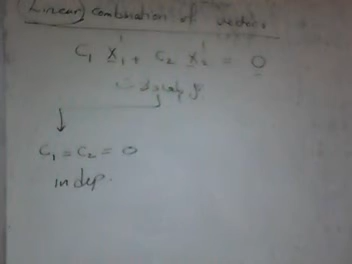 (Linear) combination of vectors
C₁ X₁ + C₂ X₂ = 0
C₁ = C₂ = 0
indep.